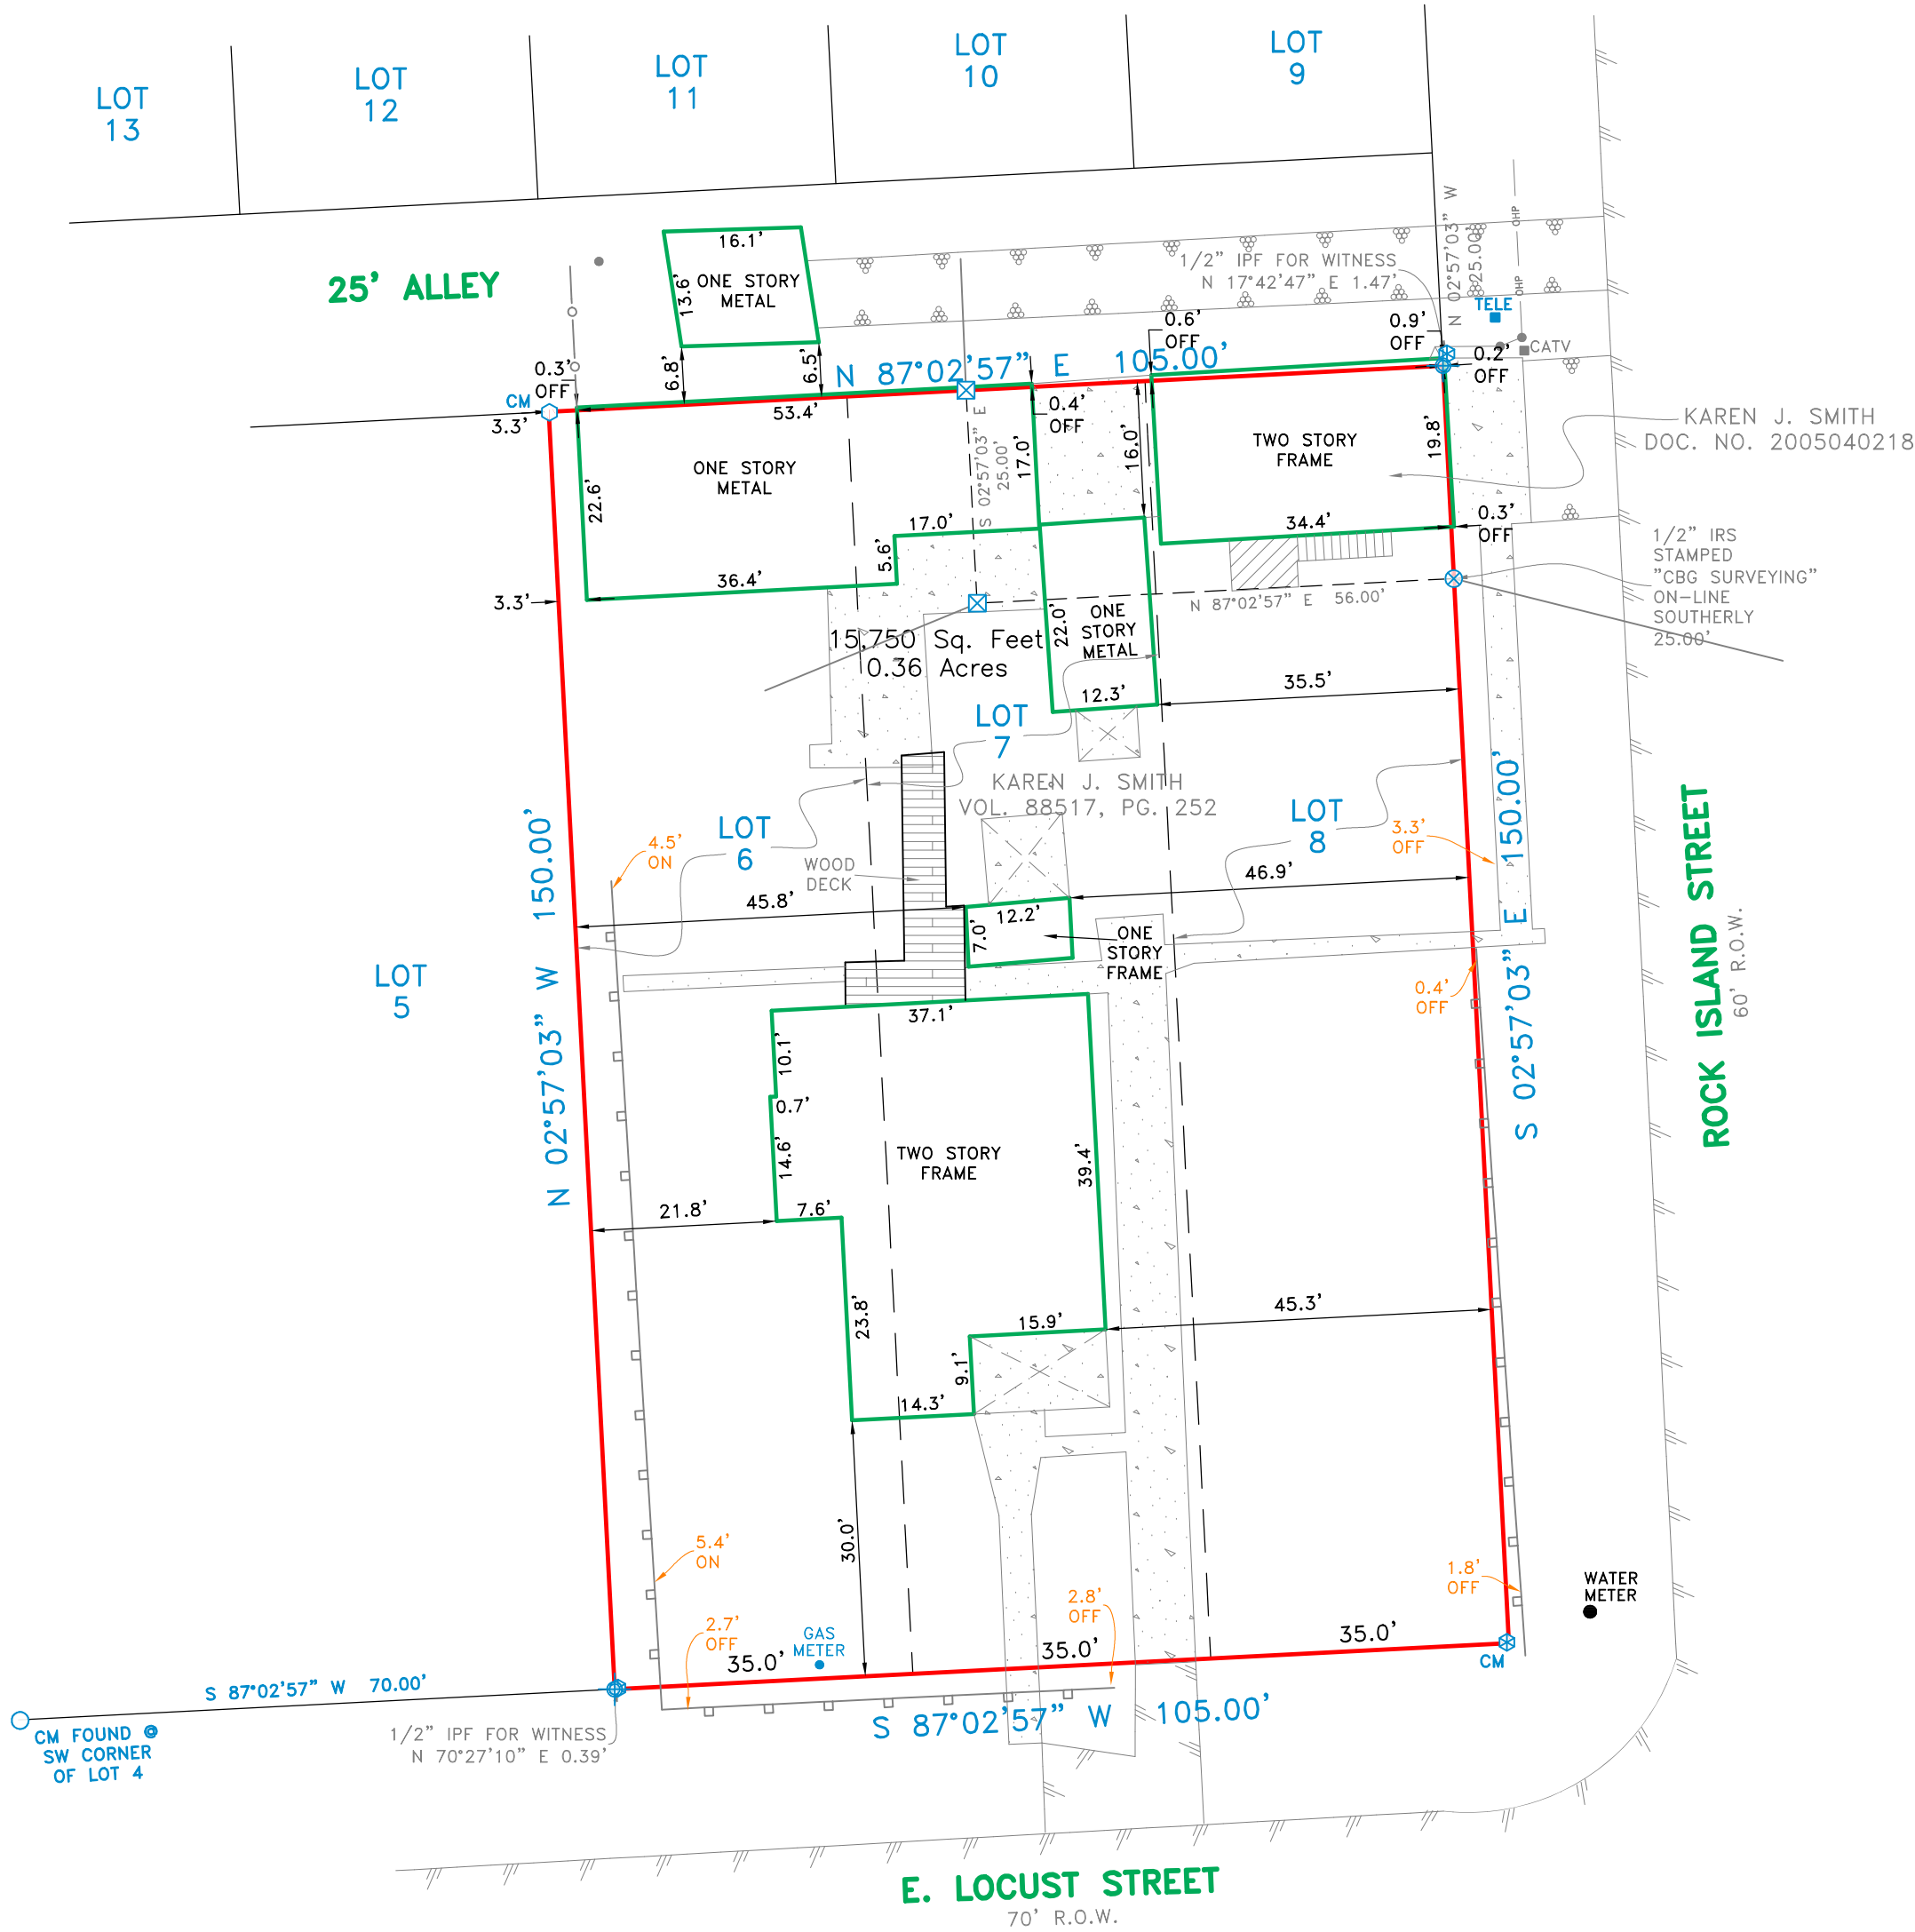 LOT
13
LOT
12
LOT
11
LOT
10
LOT
9
25' ALLEY
16.1'
13.6'
ONE STORY
METAL
6.8'
6.5'
1/2" IPF FOR WITNESS
N 17°42'47" E 1.47'
N 02°57'03" W
25.00'
OHP
OHP
TELE
CATV
0.6'
OFF
0.9'
OFF
0.2'
OFF
0.3'
OFF
CM
3.3'
N 87°02'57" E 105.00'
53.4'
0.4'
OFF
KAREN J. SMITH
DOC. NO. 2005040218
ONE STORY
METAL
22.6'
17.0'
S 02°57'03" E
25.00'
16.0'
TWO STORY
FRAME
19.8'
34.4'
0.3'
OFF
17.0'
5.6'
36.4'
3.3'
1/2" IRS
STAMPED
"CBG SURVEYING"
ON-LINE
SOUTHERLY
25.00'
N 87°02'57" E 56.00'
15,750 Sq. Feet
0.36 Acres
22.0'
ONE
STORY
METAL
12.3'
35.5'
LOT
7
KAREN J. SMITH
VOL. 88517, PG. 252
LOT
6
LOT
8
4.5'
ON
3.3'
OFF
WOOD
DECK
N 02°57'03" W 150.00'
S 02°57'03" E 150.00'
ROCK ISLAND STREET
60' R.O.W.
45.8'
46.9'
12.2'
7.0'
ONE
STORY
FRAME
LOT
5
0.4'
OFF
37.1'
10.1'
0.7'
14.6'
TWO STORY
FRAME
39.4'
21.8'
7.6'
23.8'
15.9'
9.1'
45.3'
14.3'
30.0'
5.4'
ON
1.8'
OFF
WATER
METER
2.7'
OFF
GAS
METER
2.8'
OFF
35.0'
35.0'
35.0'
CM
S 87°02'57" W 70.00'
CM FOUND @
SW CORNER
OF LOT 4
1/2" IPF FOR WITNESS
N 70°27'10" E 0.39'
S 87°02'57" W 105.00'
E. LOCUST STREET
70' R.O.W.